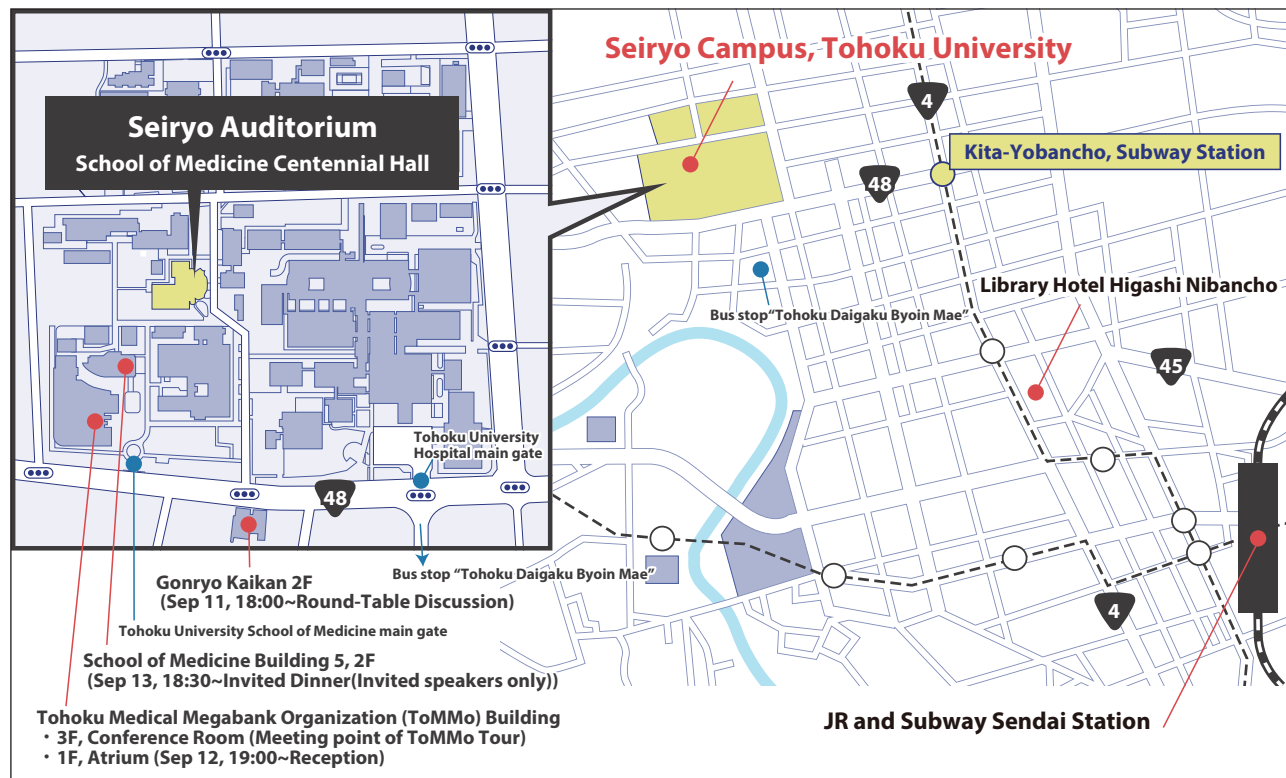 Seiryo Auditorium
School of Medicine Centennial Hall
Tohoku University
Hospital main gate
48
Gonryo Kaikan 2F
(Sep 11, 18:00~Round-Table Discussion)
Bus stop “Tohoku Daigaku Byoin Mae”
Tohoku University School of Medicine main gate
School of Medicine Building 5, 2F
(Sep 13, 18:30~Invited Dinner(Invited speakers only))
Tohoku Medical Megabank Organization (ToMMo) Building
・3F, Conference Room (Meeting point of ToMMo Tour)
・1F, Atrium (Sep 12, 19:00~Reception)
Seiryo Campus, Tohoku University
4
Kita-Yobancho, Subway Station
48
Library Hotel Higashi Nibancho
Bus stop“Tohoku Daigaku Byoin Mae”
45
4
JR and Subway Sendai Station